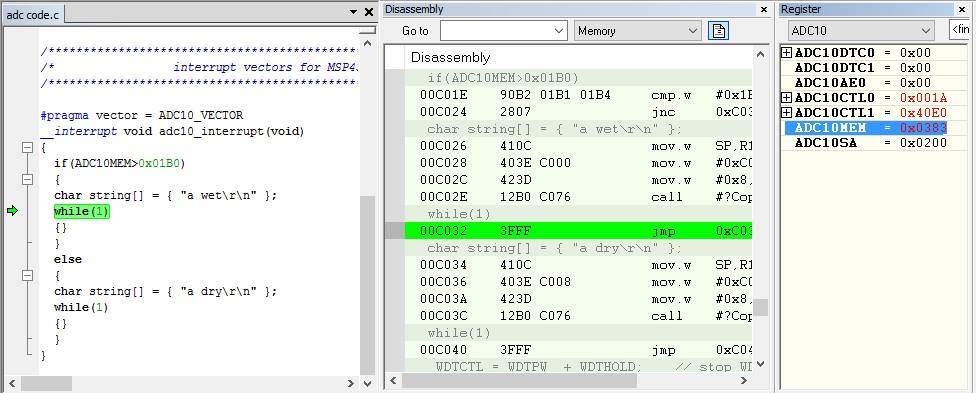 adc code.c
/****************************************
/* interrupt vectors for MSP4
/****************************************
#pragma vector = ADC10_VECTOR
__interrupt void adc10_interrupt(void)
{
if(ADC10MEM>0x01B0)
{
char string[] = { "a wet\r\n" };
while(1)
{}
}
else
{
char string[] = { "a dry\r\n" };
while(1)
{}
}
}
Disassembly
Go to Memory
Disassembly
if(ADC10MEM>0x01B0)
00C01E 90B2 01B1 01B4 cmp.w #0x1B
00C024 2807 jnc 0xC03
char string[] = { "a wet\r\n" };
00C026 410C mov.w SP,R1
00C028 403E C000 mov.w #0xC0
00C02C 423D mov.w #0x8,
00C02E 12B0 C076 call #?Cop
while(1)
00C032 3FFF jmp 0xC03
char string[] = { "a dry\r\n" };
00C034 410C mov.w SP,R1
00C036 403E C008 mov.w #0xC0
00C03A 423D mov.w #0x8,
00C03C 12B0 C076 call #?Cop
while(1)
00C040 3FFF jmp 0xC04
WDTCTL = WDTPW + WDTHOLD; // stop WD
Register
ADC10 <fin
ADC10DTC0 = 0x00
ADC10DTC1 = 0x00
ADC10AE0 = 0x00
ADC10CTL0 = 0x001A
ADC10CTL1 = 0x40E0
ADC10MEM = 0x0383
ADC10SA = 0x0200